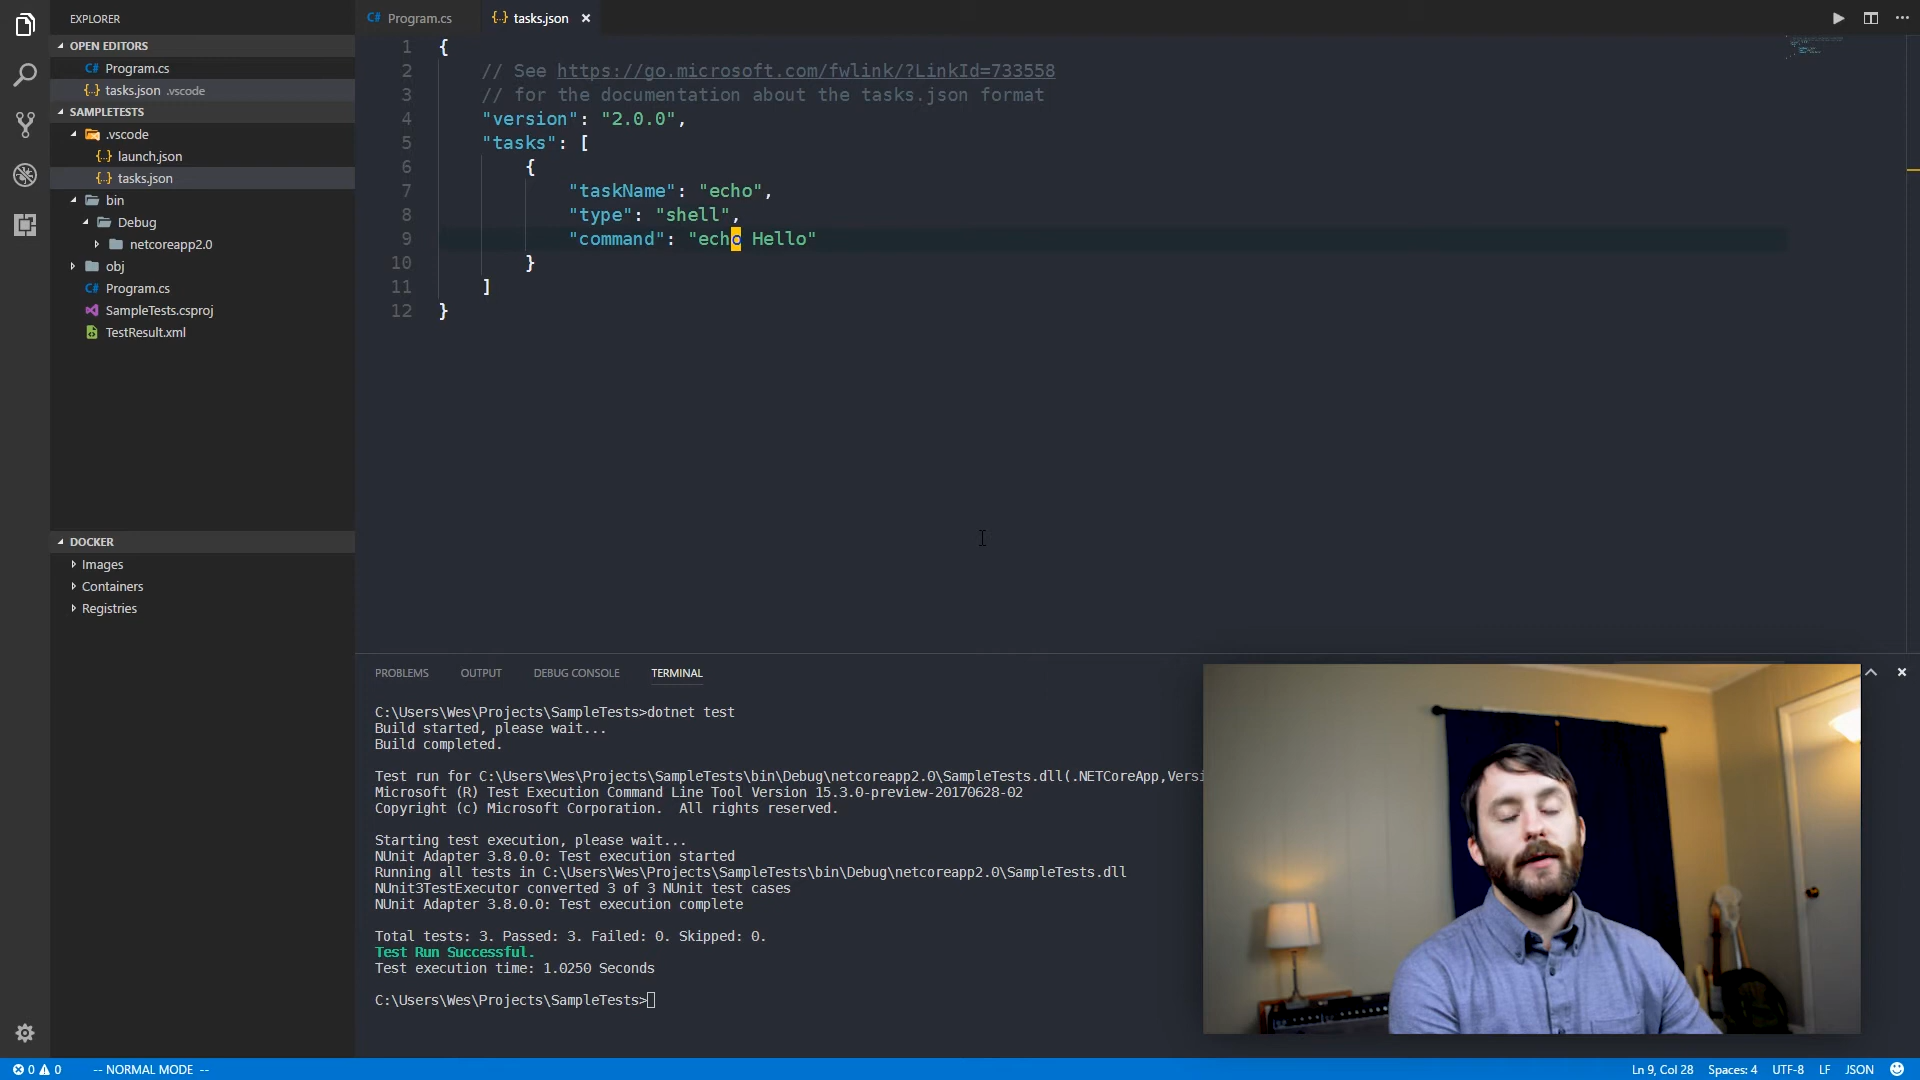 EXPLORER
OPEN EDITORS
Program.cs
tasks.json .vscode
SAMPLETESTS
.vscode
launch.json
tasks.json
bin
Debug
netcoreapp2.0
obj
Program.cs
SampleTests.csproj
TestResult.xml
DOCKER
Images
Containers
Registries
Program.cs
tasks.json
1 {
2 // See https://go.microsoft.com/fwlink/?LinkId=733558
3 // for the documentation about the tasks.json format
4 "version": "2.0.0",
5 "tasks": [
6 {
7 "taskName": "echo",
8 "type": "shell",
9 "command": "echo Hello"
10 }
11 ]
12 }
PROBLEMS OUTPUT DEBUG CONSOLE TERMINAL
C:\Users\Wes\Projects\SampleTests>dotnet test
Build started, please wait...
Build completed.
Test run for C:\Users\Wes\Projects\SampleTests\bin\Debug\netcoreapp2.0\SampleTests.dll(.NETCoreApp,Versi
Microsoft (R) Test Execution Command Line Tool Version 15.3.0-preview-20170628-02
Copyright (c) Microsoft Corporation. All rights reserved.
Starting test execution, please wait...
NUnit Adapter 3.8.0.0: Test execution started
Running all tests in C:\Users\Wes\Projects\SampleTests\bin\Debug\netcoreapp2.0\SampleTests.dll
NUnit3TestExecutor converted 3 of 3 NUnit test cases
NUnit Adapter 3.8.0.0: Test execution complete
Total tests: 3. Passed: 3. Failed: 0. Skipped: 0.
Test Run Successful.
Test execution time: 1.0250 Seconds
C:\Users\Wes\Projects\SampleTests>
0 0 -- NORMAL MODE -- Ln 9, Col 28 Spaces: 4 UTF-8 LF JSON